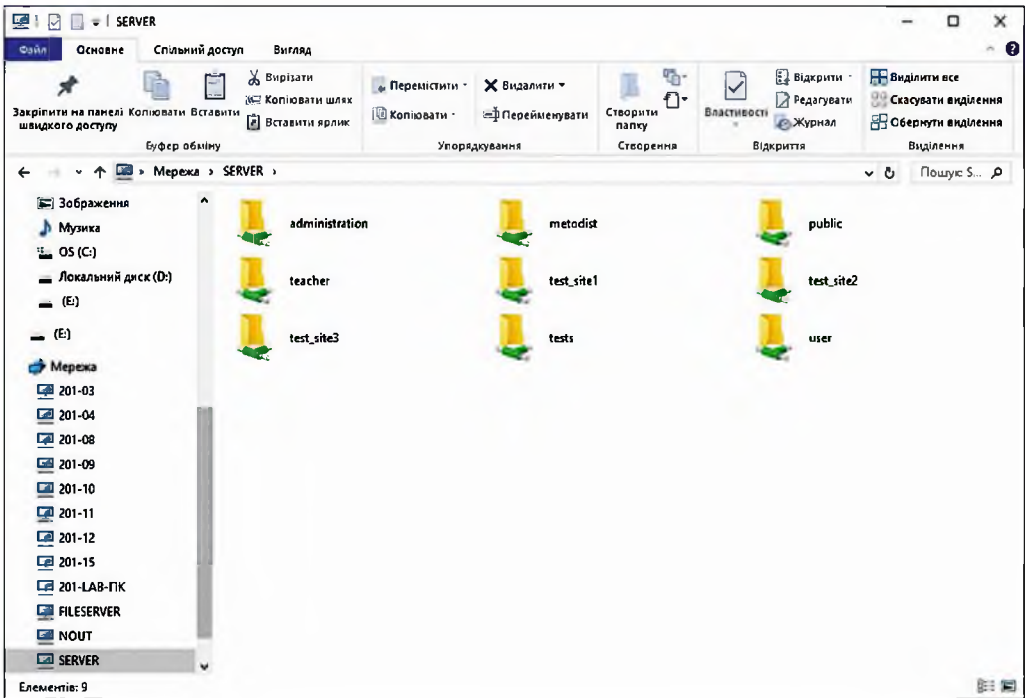 SERVER
Файл Основне Спільний доступ Вигляд
Закріпити на панелі швидкого доступу
Копіювати
Вставити
Вирізати
Копіювати шлях
Вставити ярлик
Буфер обміну
Перемістити
Копіювати
Видалити
Перейменувати
Упорядкування
Створити папку
Створення
Властивості
Відкрити
Редагувати
Журнал
Відкриття
Виділити все
Скасувати виділення
Обернути виділення
Виділення
Мережа › SERVER ›
Пошук: S...
Зображення
Музика
OS (C:)
Локальний диск (D:)
(E:)
(E:)
Мережа
201-03
201-04
201-08
201-09
201-10
201-11
201-12
201-15
201-LAB-ПК
FILESERVER
NOUT
SERVER
administration metodist public
teacher test_site1 test_site2
test_site3 tests user
Елементів: 9